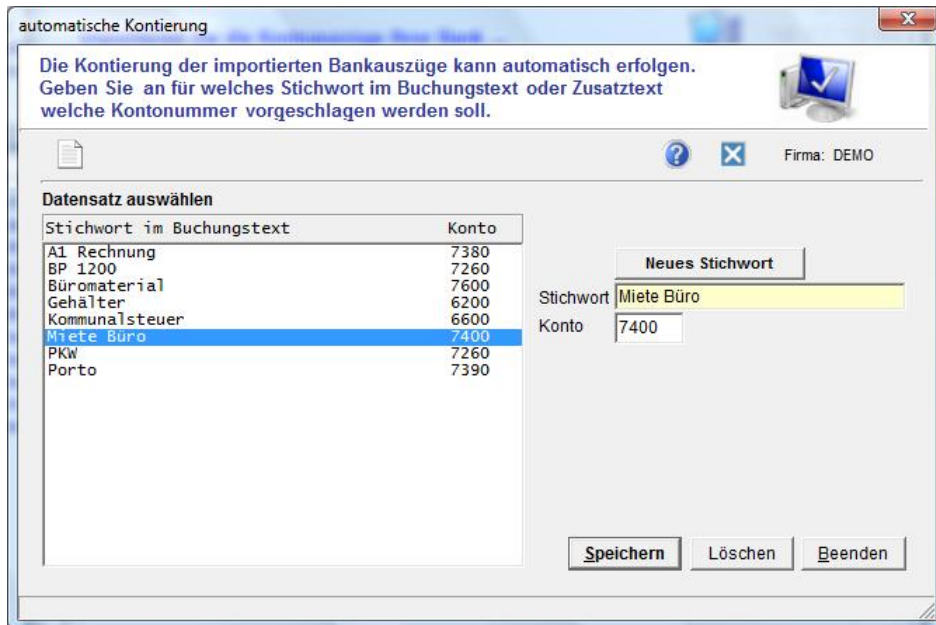 automatische Kontierung
Die Kontierung der importierten Bankauszüge kann automatisch erfolgen.
Geben Sie an für welches Stichwort im Buchungstext oder Zusatztext
welche Kontonummer vorgeschlagen werden soll.
Firma: DEMO
Datensatz auswählen
Stichwort im Buchungstext Konto
A1 Rechnung 7380
BP 1200 7260
Büromaterial 7600
Gehälter 6200
Kommunalsteuer 6600
Miete Büro 7400
PKW 7260
Porto 7390
Neues Stichwort
Stichwort Miete Büro
Konto 7400
Speichern Löschen Beenden